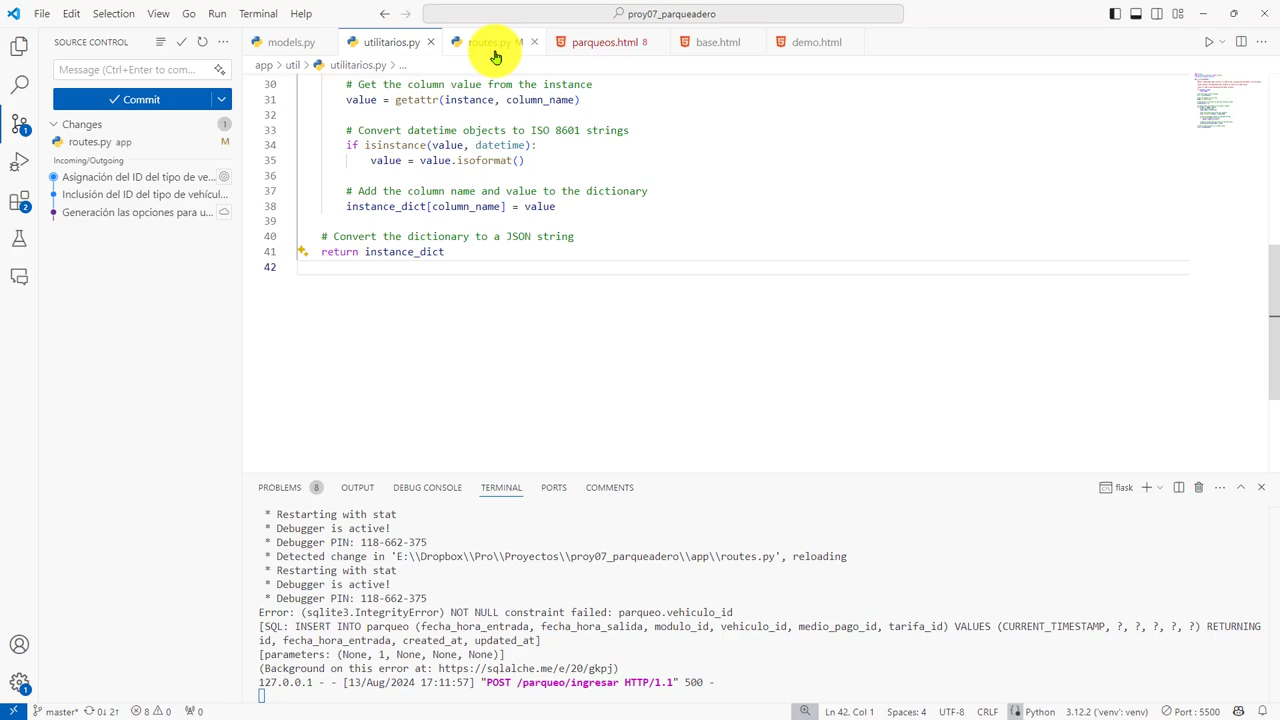 File Edit Selection View Go Run Terminal Help
proy07_parqueadero
SOURCE CONTROL
models.py
utilitarios.py
routes.py M
parqueos.html 8
base.html
demo.html
app > util > utilitarios.py > ...
Message (Ctrl+Enter to com...
Commit
Changes 1
routes.py app M
Incoming/Outgoing
Asignación del ID del tipo de ve...
Inclusión del ID del tipo de vehícul...
Generación las opciones para u...
1
2
1
30 # Get the column value from the instance
31 value = getattr(instance, column_name)
32
33 # Convert datetime objects to ISO 8601 strings
34 if isinstance(value, datetime):
35 value = value.isoformat()
36
37 # Add the column name and value to the dictionary
38 instance_dict[column_name] = value
39
40 # Convert the dictionary to a JSON string
41 return instance_dict
42
PROBLEMS 8 OUTPUT DEBUG CONSOLE TERMINAL PORTS COMMENTS
flask
* Restarting with stat
* Debugger is active!
* Debugger PIN: 118-662-375
* Detected change in 'E:\\Dropbox\\Pro\\Proyectos\\proy07_parqueadero\\app\\routes.py', reloading
* Restarting with stat
* Debugger is active!
* Debugger PIN: 118-662-375
Error: (sqlite3.IntegrityError) NOT NULL constraint failed: parqueo.vehiculo_id
[SQL: INSERT INTO parqueo (fecha_hora_entrada, fecha_hora_salida, modulo_id, vehiculo_id, medio_pago_id, tarifa_id) VALUES (CURRENT_TIMESTAMP, ?, ?, ?, ?, ?) RETURNING
id, fecha_hora_entrada, created_at, updated_at]
[parameters: (None, 1, None, None, None)]
(Background on this error at: https://sqlalche.me/e/20/gkpj)
127.0.0.1 - - [13/Aug/2024 17:11:57] "POST /parqueo/ingresar HTTP/1.1" 500 -
master* 0↓ 2↑ 8 0 0
Ln 42, Col 1 Spaces: 4 UTF-8 CRLF Python 3.12.2 ('venv': venv) Port : 5500